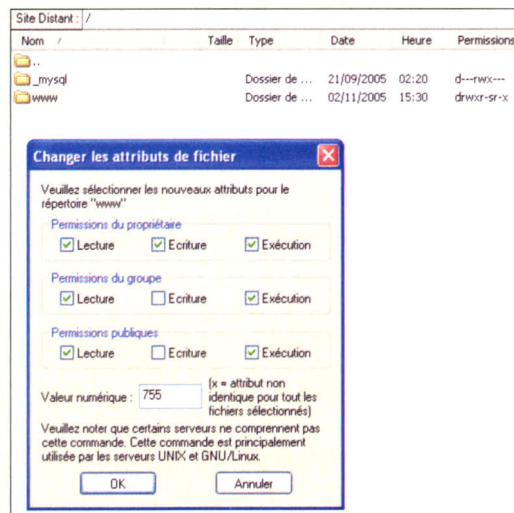 Site Distant : /
Nom / Taille Type Date Heure Permissions
..
_mysql Dossier de ... 21/09/2005 02:20 d---rwx---
www Dossier de ... 02/11/2005 15:30 drwxr-sr-x
Changer les attributs de fichier
Veuillez sélectionner les nouveaux attributs pour le
répertoire "www"
Permissions du propriétaire
Lecture Ecriture Exécution
Permissions du groupe
Lecture Ecriture Exécution
Permissions publiques
Lecture Ecriture Exécution
Valeur numérique : 755
(x = attribut non
identique pour tout les
fichiers sélectionnés)
Veuillez noter que certains serveurs ne comprennent pas
cette commande. Cette commande est principalement
utilisée par les serveurs UNIX et GNU/Linux.
OK Annuler